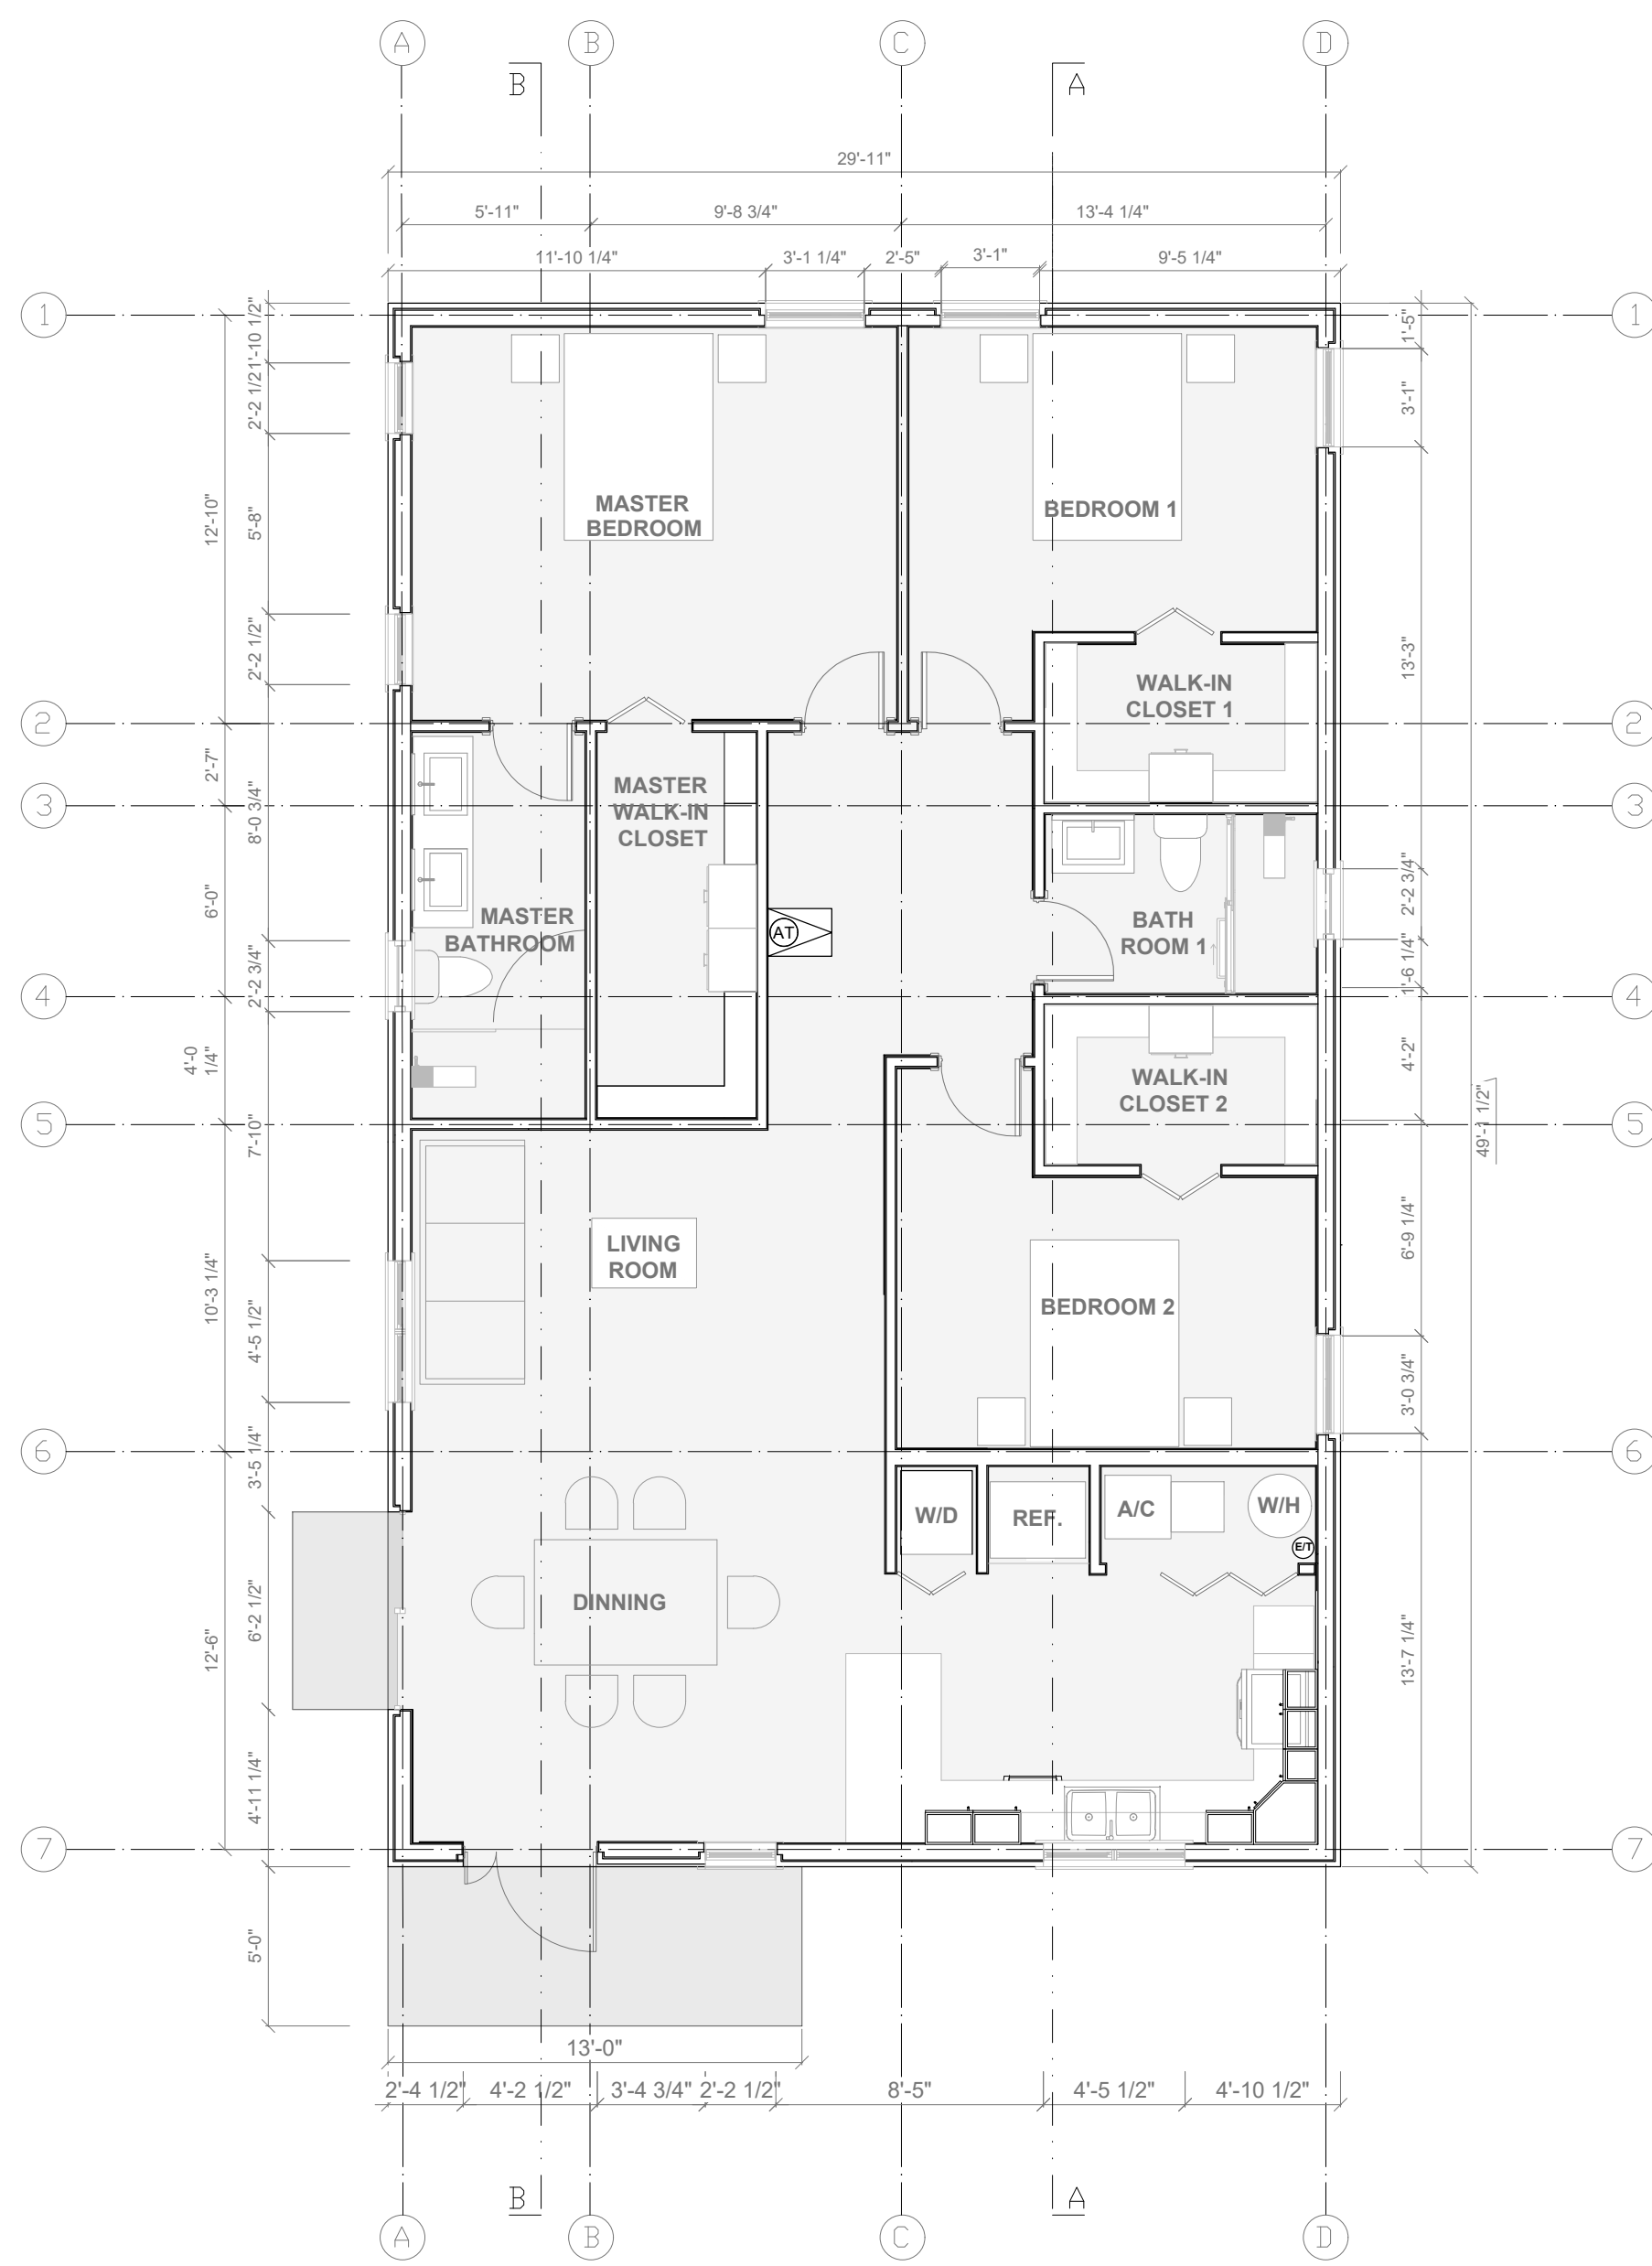 A B C D
B A
29'-11"
5'-11" 9'-8 3/4" 13'-4 1/4"
11'-10 1/4" 3'-1 1/4" 2'-5" 3'-1" 9'-5 1/4"
1 1
1'-10 1/2"
1'-5"
2'-2 1/2"
3'-1"
12'-10"
5'-8"
MASTER
BEDROOM
BEDROOM 1
2'-2 1/2"
13'-3"
WALK-IN
CLOSET 1
2 2
2'-7"
MASTER
WALK-IN
CLOSET
3 3
8'-0 3/4"
6'-0"
MASTER
BATHROOM
AT
BATH
ROOM 1
2'-2 3/4"
2'-2 3/4"
1'-6 1/4"
4 4
4'-0
1/4"
4'-2"
WALK-IN
CLOSET 2
49'-1 1/2"
5 5
7'-10"
LIVING
ROOM
10'-3 1/4"
6'-9 1/4"
BEDROOM 2
4'-5 1/2"
3'-0 3/4"
6 6
3'-5 1/4"
W/D REF. A/C W/H
E/T
6'-2 1/2"
DINNING
12'-6"
13'-7 1/4"
4'-11 1/4"
7 7
5'-0"
13'-0"
2'-4 1/2" 4'-2 1/2" 3'-4 3/4" 2'-2 1/2" 8'-5" 4'-5 1/2" 4'-10 1/2"
B A
A B C D